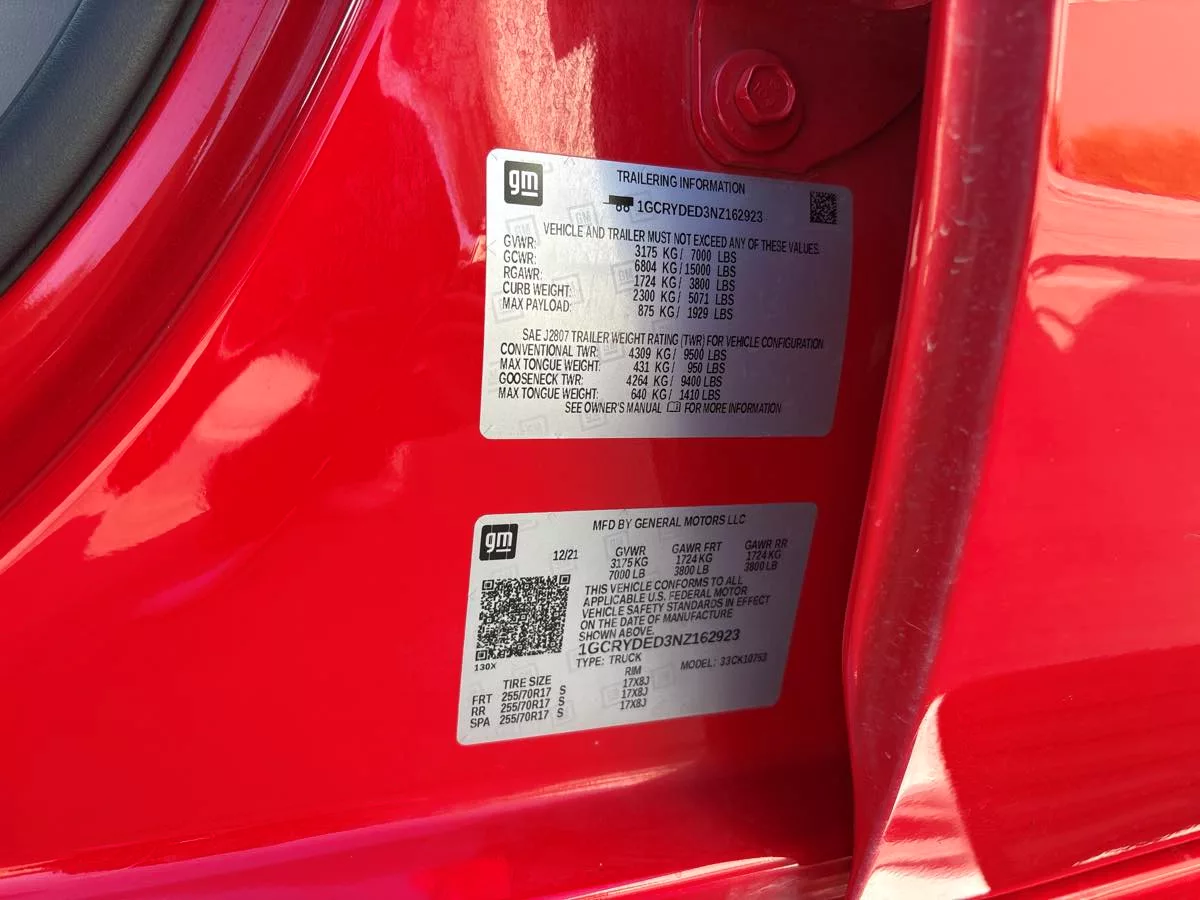 gm
TRAILERING INFORMATION
1GCRYDED3NZ162923
VEHICLE AND TRAILER MUST NOT EXCEED ANY OF THESE VALUES.
GVWR: 3175 KG / 7000 LBS
GCWR: 6804 KG / 15000 LBS
RGAWR: 1724 KG / 3800 LBS
CURB WEIGHT: 2300 KG / 5071 LBS
MAX PAYLOAD: 875 KG / 1929 LBS
SAE J2807 TRAILER WEIGHT RATING (TWR) FOR VEHICLE CONFIGURATION
CONVENTIONAL TWR: 4309 KG / 9500 LBS
MAX TONGUE WEIGHT: 431 KG / 950 LBS
GOOSENECK TWR: 4264 KG / 9400 LBS
MAX TONGUE WEIGHT: 640 KG / 1410 LBS
SEE OWNER'S MANUAL FOR MORE INFORMATION
gm
MFD BY GENERAL MOTORS LLC
12/21 GVWR GAWR FRT GAWR RR
3175 KG 1724 KG 1724 KG
7000 LB 3800 LB 3800 LB
THIS VEHICLE CONFORMS TO ALL
APPLICABLE U.S. FEDERAL MOTOR
VEHICLE SAFETY STANDARDS IN EFFECT
ON THE DATE OF MANUFACTURE
SHOWN ABOVE.
1GCRYDED3NZ162923
130X
TYPE: TRUCK MODEL: 33CK10753
TIRE SIZE RIM
FRT 255/70R17 S 17X8J
RR 255/70R17 S 17X8J
SPA 255/70R17 S 17X8J